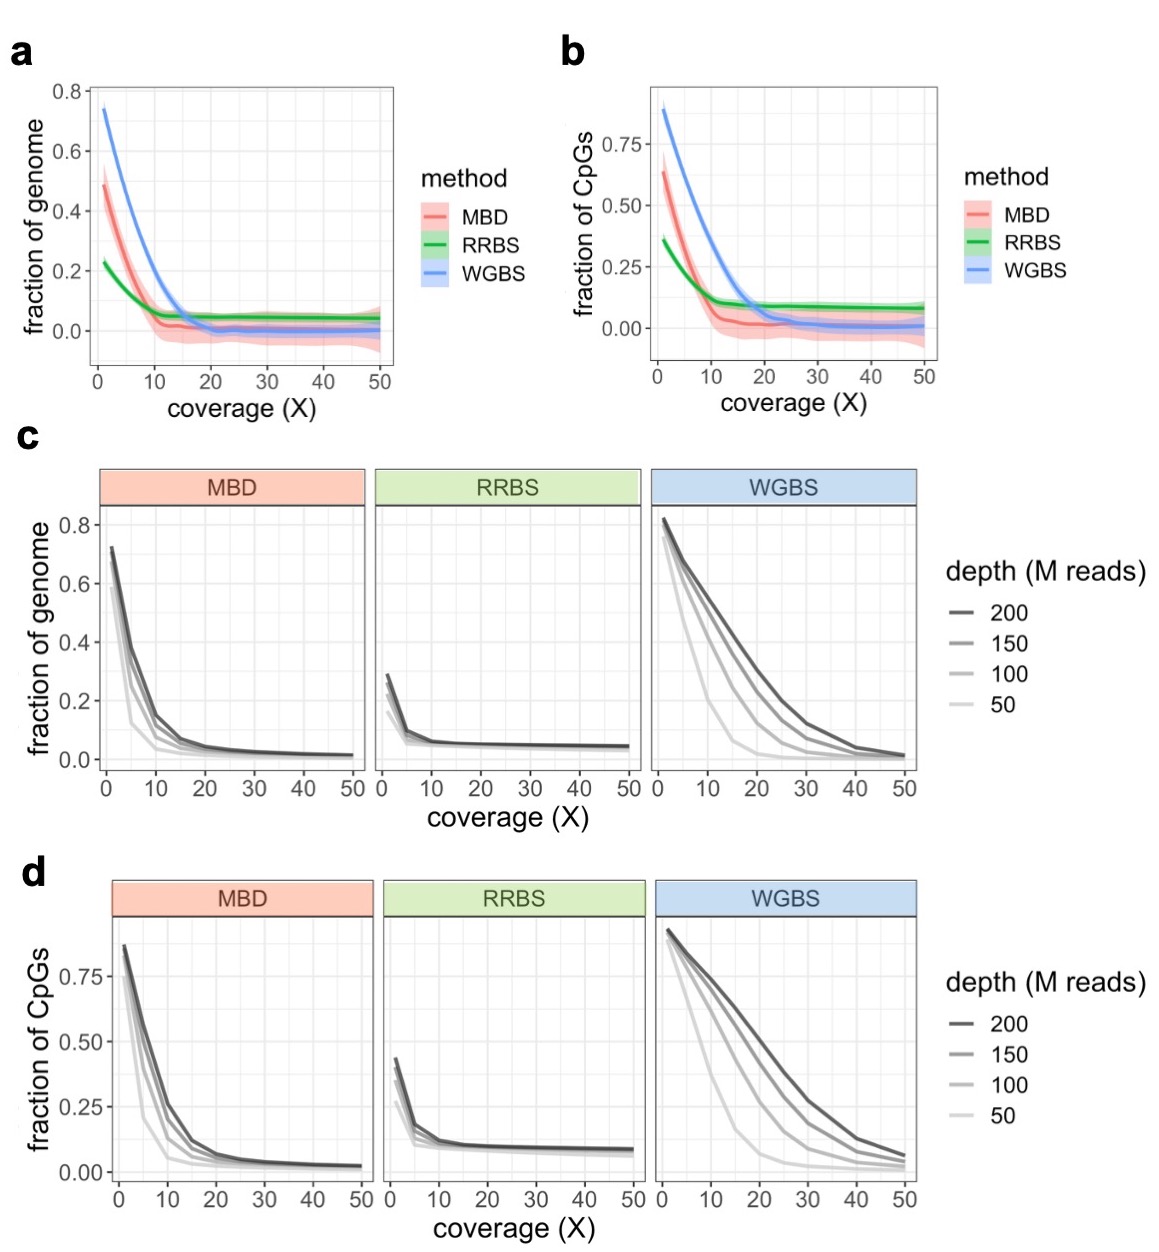 a
b
0.8
0.6
0.4
0.2
0.0
fraction of genome
0 10 20 30 40 50
coverage (X)
method
MBD
RRBS
WGBS
0.75
0.50
0.25
0.00
fraction of CpGs
0 10 20 30 40 50
coverage (X)
method
MBD
RRBS
WGBS
c
MBD RRBS WGBS
0.8
0.6
0.4
0.2
0.0
fraction of genome
0 10 20 30 40 50 0 10 20 30 40 50 0 10 20 30 40 50
coverage (X)
depth (M reads)
200
150
100
50
d
MBD RRBS WGBS
0.75
0.50
0.25
0.00
fraction of CpGs
0 10 20 30 40 50 0 10 20 30 40 50 0 10 20 30 40 50
coverage (X)
depth (M reads)
200
150
100
50